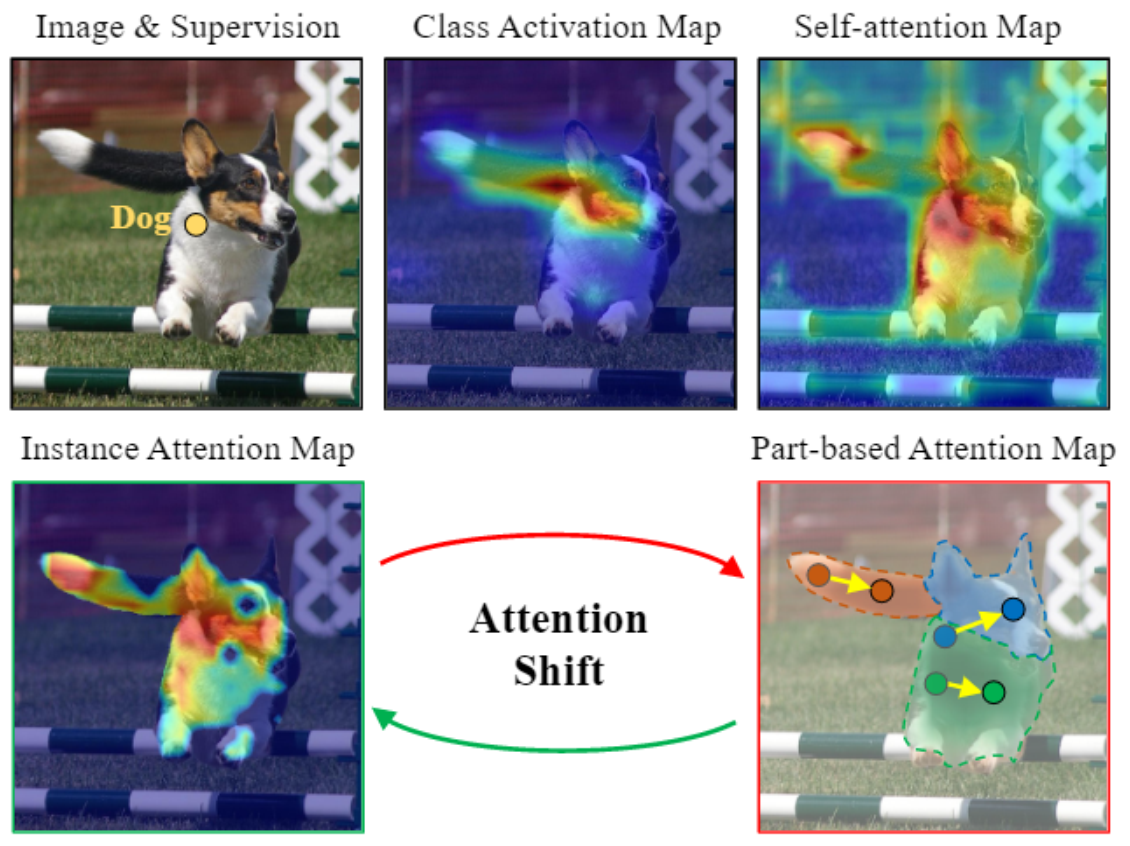 Image & Supervision
Class Activation Map
Self-attention Map
Dog
Instance Attention Map
Part-based Attention Map
Attention
Shift